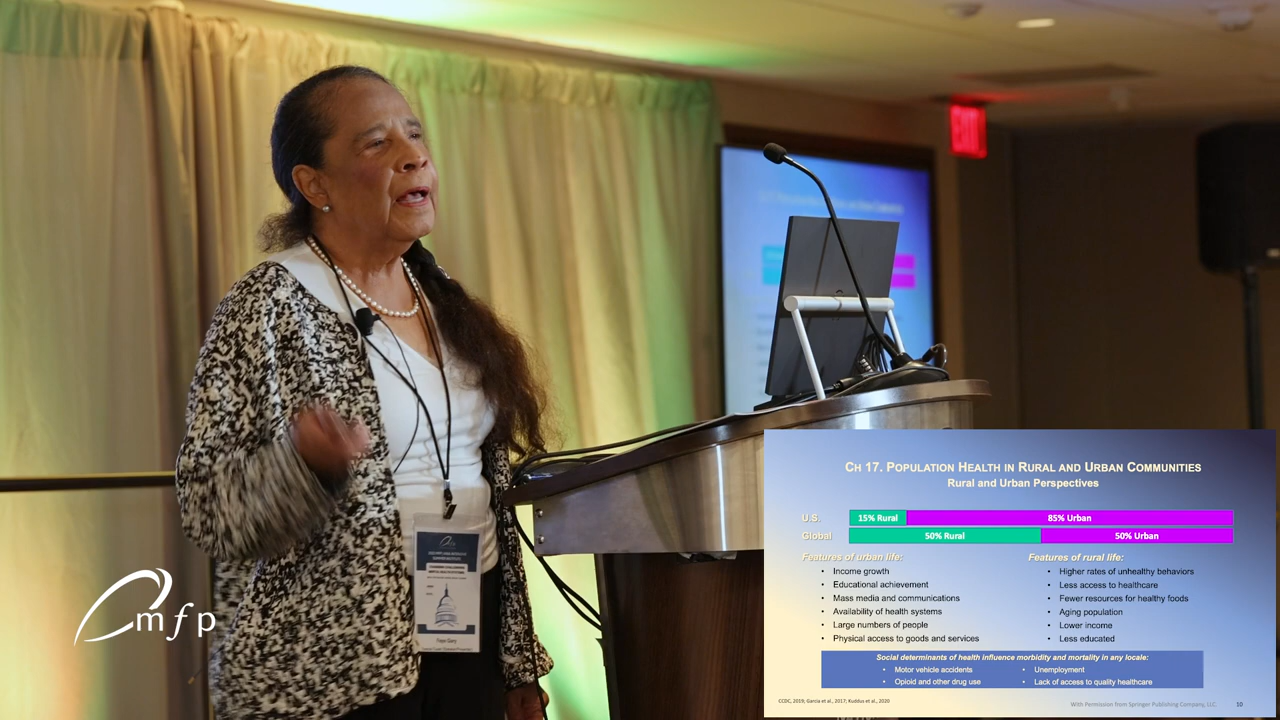 EXIT
mfp
Faye Gary
CH 17. POPULATION HEALTH IN RURAL AND URBAN COMMUNITIES
Rural and Urban Perspectives
U.S. 15% Rural 85% Urban
Global 50% Rural 50% Urban
Features of urban life:
• Income growth
• Educational achievement
• Mass media and communications
• Availability of health systems
• Large numbers of people
• Physical access to goods and services
Features of rural life:
• Higher rates of unhealthy behaviors
• Less access to healthcare
• Fewer resources for healthy foods
• Aging population
• Lower income
• Less educated
Social determinants of health influence morbidity and mortality in any locale:
• Motor vehicle accidents
• Opioid and other drug use
• Unemployment
• Lack of access to quality healthcare
CCDC, 2019; Garcia et al., 2017; Kuddus et al., 2020
With Permission from Springer Publishing Company, LLC. 10